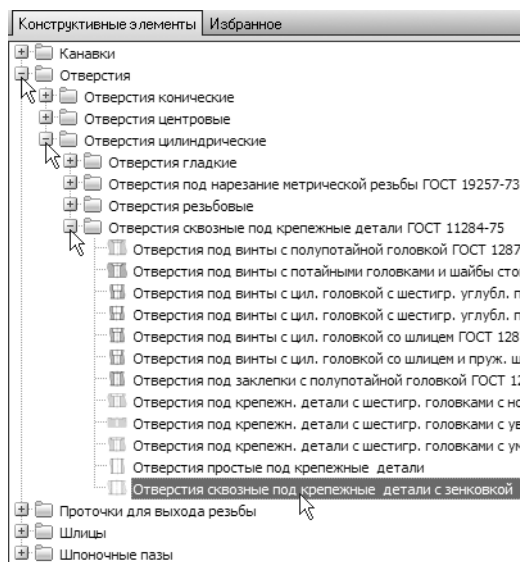 Конструктивные элементы Избранное
Канавки
Отверстия
Отверстия конические
Отверстия центровые
Отверстия цилиндрические
Отверстия гладкие
Отверстия под нарезание метрической резьбы ГОСТ 19257-73
Отверстия резьбовые
Отверстия сквозные под крепежные детали ГОСТ 11284-75
Отверстия под винты с полупотайной головкой ГОСТ 1287
Отверстия под винты с потайными головками и шайбы сто
Отверстия под винты с цил. головкой с шестигр. углубл. п
Отверстия под винты с цил. головкой с шестигр. углубл. п
Отверстия под винты с цил. головкой со шлицем ГОСТ 128
Отверстия под винты с цил. головкой со шлицем и пруж. ш
Отверстия под заклепки с полупотайной головкой ГОСТ 12
Отверстия под крепежн. детали с шестигр. головками с но
Отверстия под крепежн. детали с шестигр. головками с ув
Отверстия под крепежн. детали с шестигр. головками с ум
Отверстия простые под крепежные детали
Отверстия сквозные под крепежные детали с зенковкой
Проточки для выхода резьбы
Шлицы
Шпоночные пазы